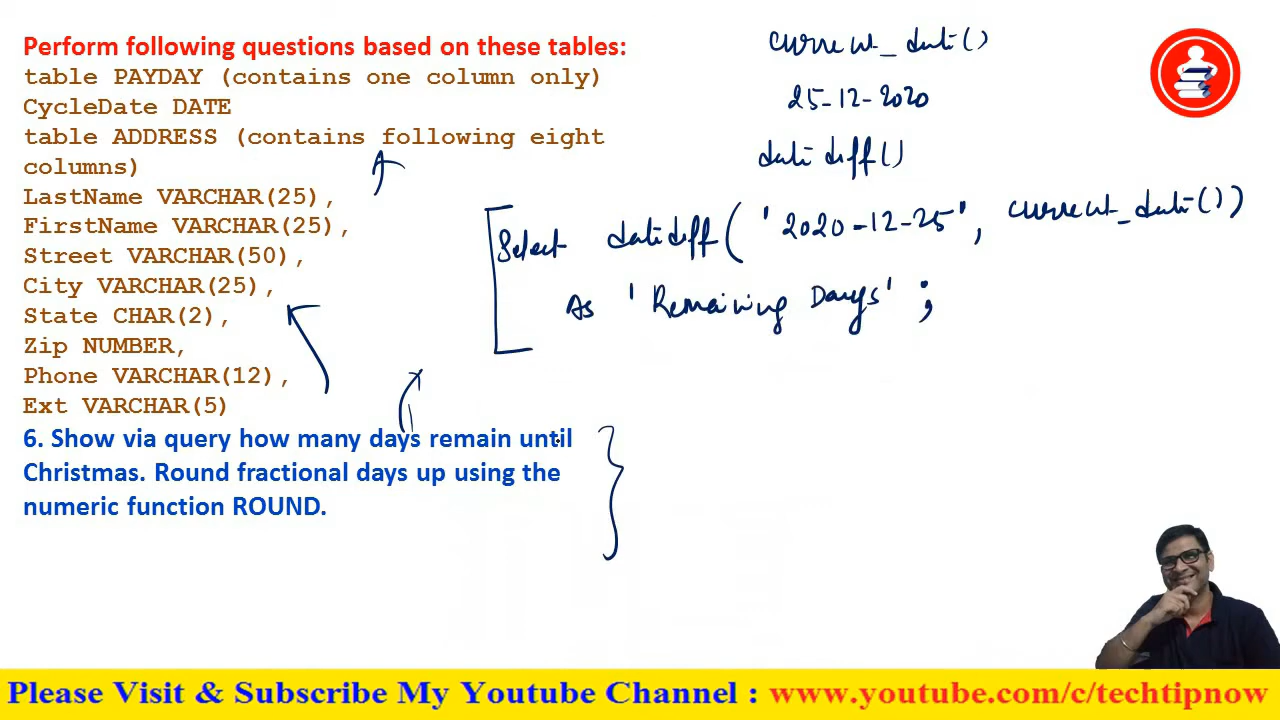 Perform following questions based on these tables:
table PAYDAY (contains one column only)
CycleDate DATE
table ADDRESS (contains following eight
columns)
LastName VARCHAR(25),
FirstName VARCHAR(25),
Street VARCHAR(50),
City VARCHAR(25),
State CHAR(2),
Zip NUMBER,
Phone VARCHAR(12),
Ext VARCHAR(5)
6. Show via query how many days remain until
Christmas. Round fractional days up using the
numeric function ROUND.
current_date()
25-12-2020
datediff()
Select datediff('2020-12-25", current_date())
As 'Remaining Days' ;
Please Visit & Subscribe My Youtube Channel : www.youtube.com/c/techtipnow